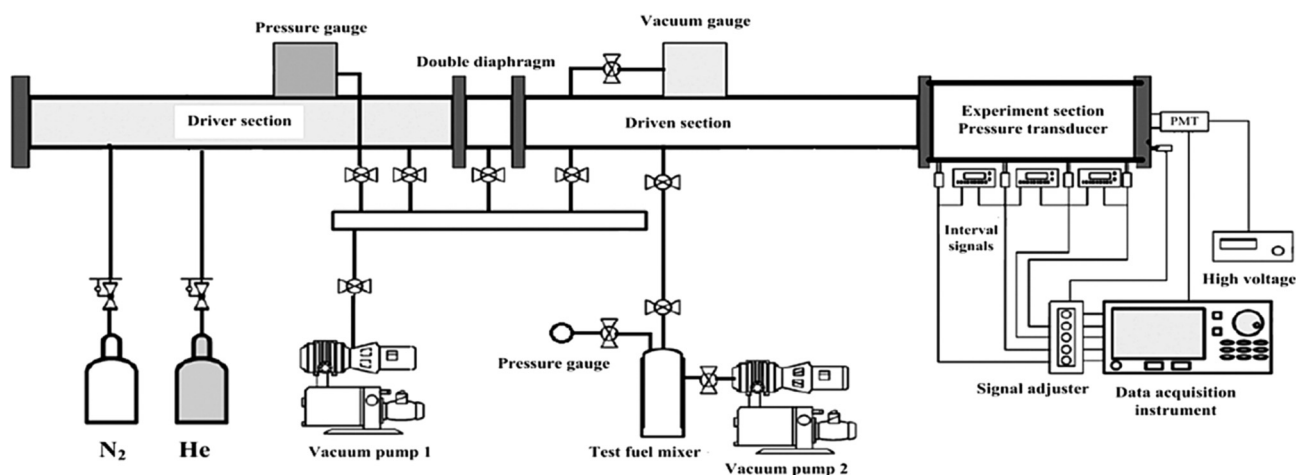 Pressure gauge
Vacuum gauge
Double diaphragm
Driver section
Driven section
Experiment section
Pressure transducer
PMT
Interval
signals
High voltage
Pressure gauge
Signal adjuster
Data acquisition
instrument
N₂
He
Vacuum pump 1
Test fuel mixer
Vacuum pump 2